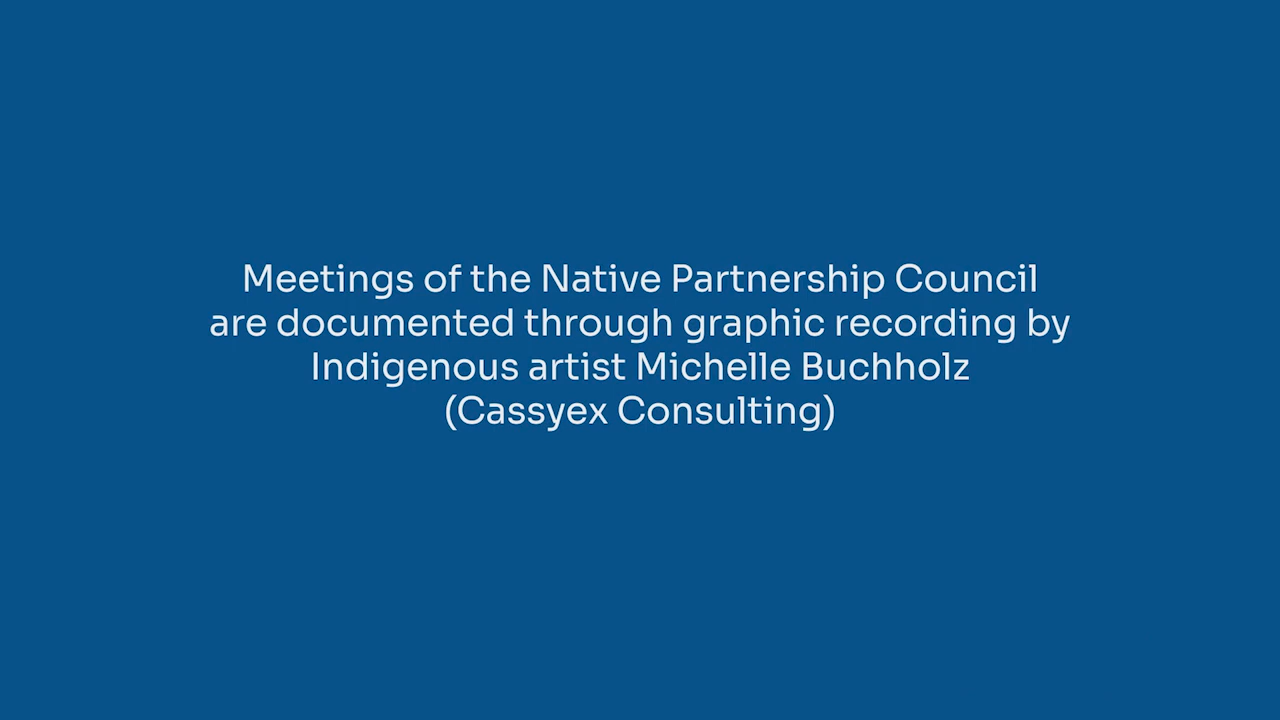 Meetings of the Native Partnership Council
are documented through graphic recording by
Indigenous artist Michelle Buchholz
(Cassyex Consulting)